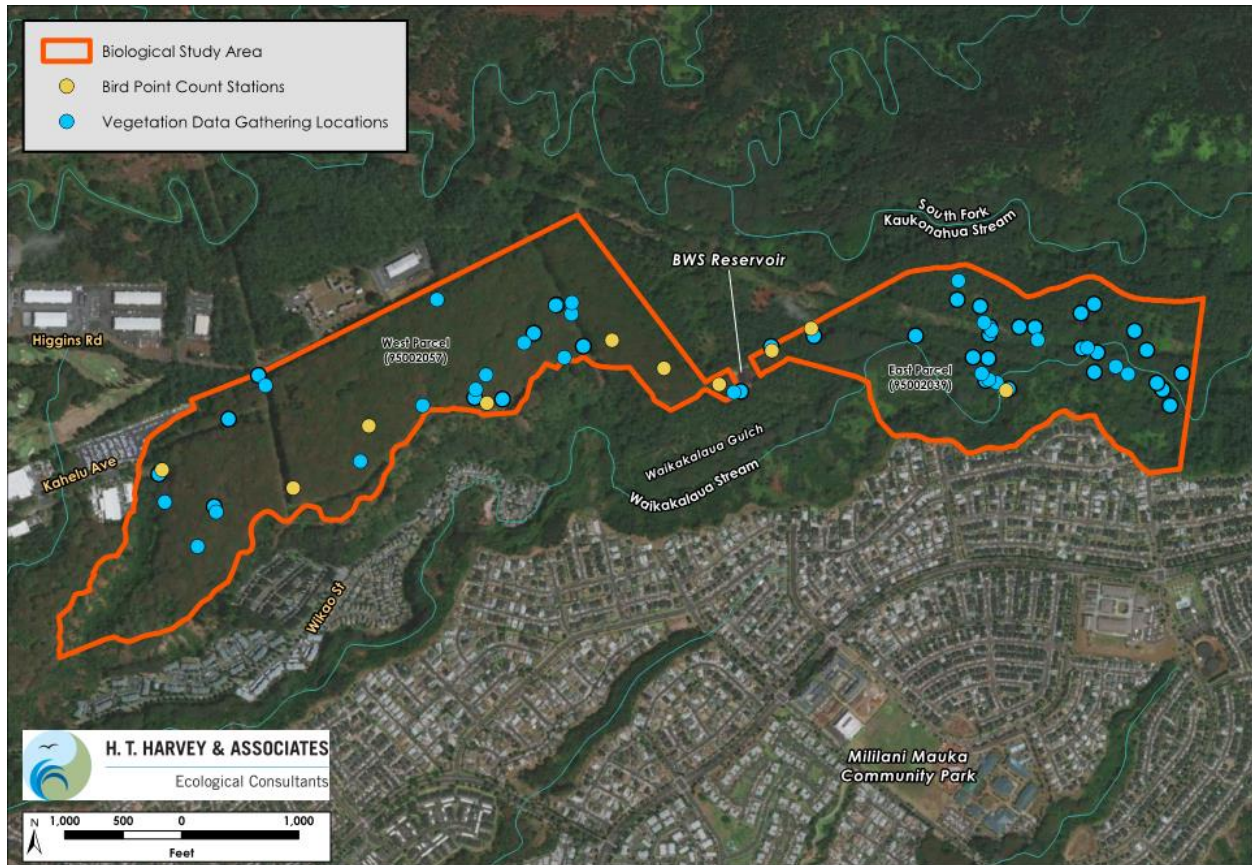 Biological Study Area
Bird Point Count Stations
Vegetation Data Gathering Locations
South Fork
Kaukonahua Stream
BWS Reservoir
Higgins Rd
West Parcel
(95002057)
East Parcel
(95002039)
Kahelu Ave
Waikakalaua Gulch
Waikakalaua Stream
Wikao St
Mililani Mauka
Community Park
H. T. HARVEY & ASSOCIATES
Ecological Consultants
N
1,000 500 0 1,000
Feet